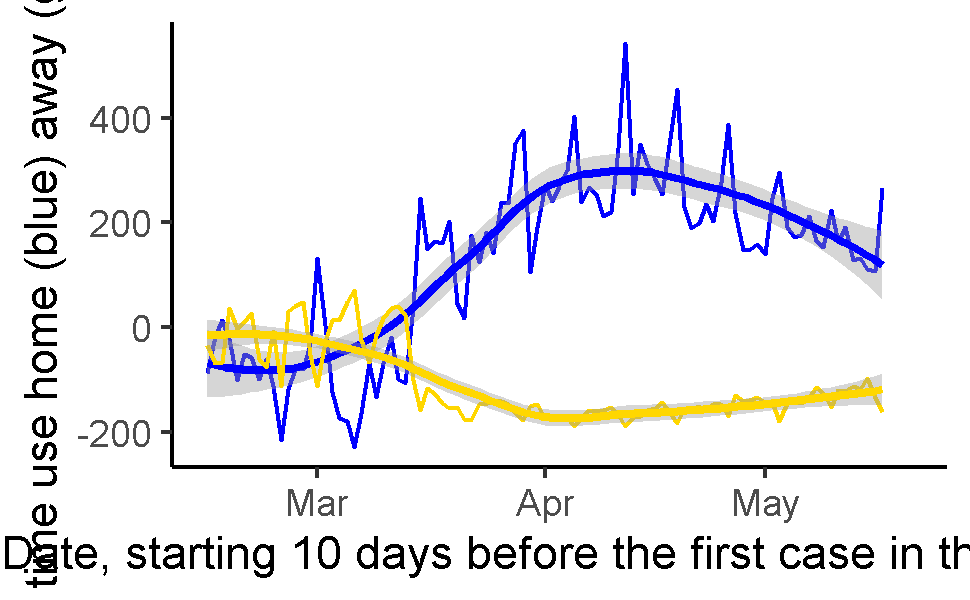 time use home (blue) away (
400
200
0
-200
Mar Apr May
Date, starting 10 days before the first case in th